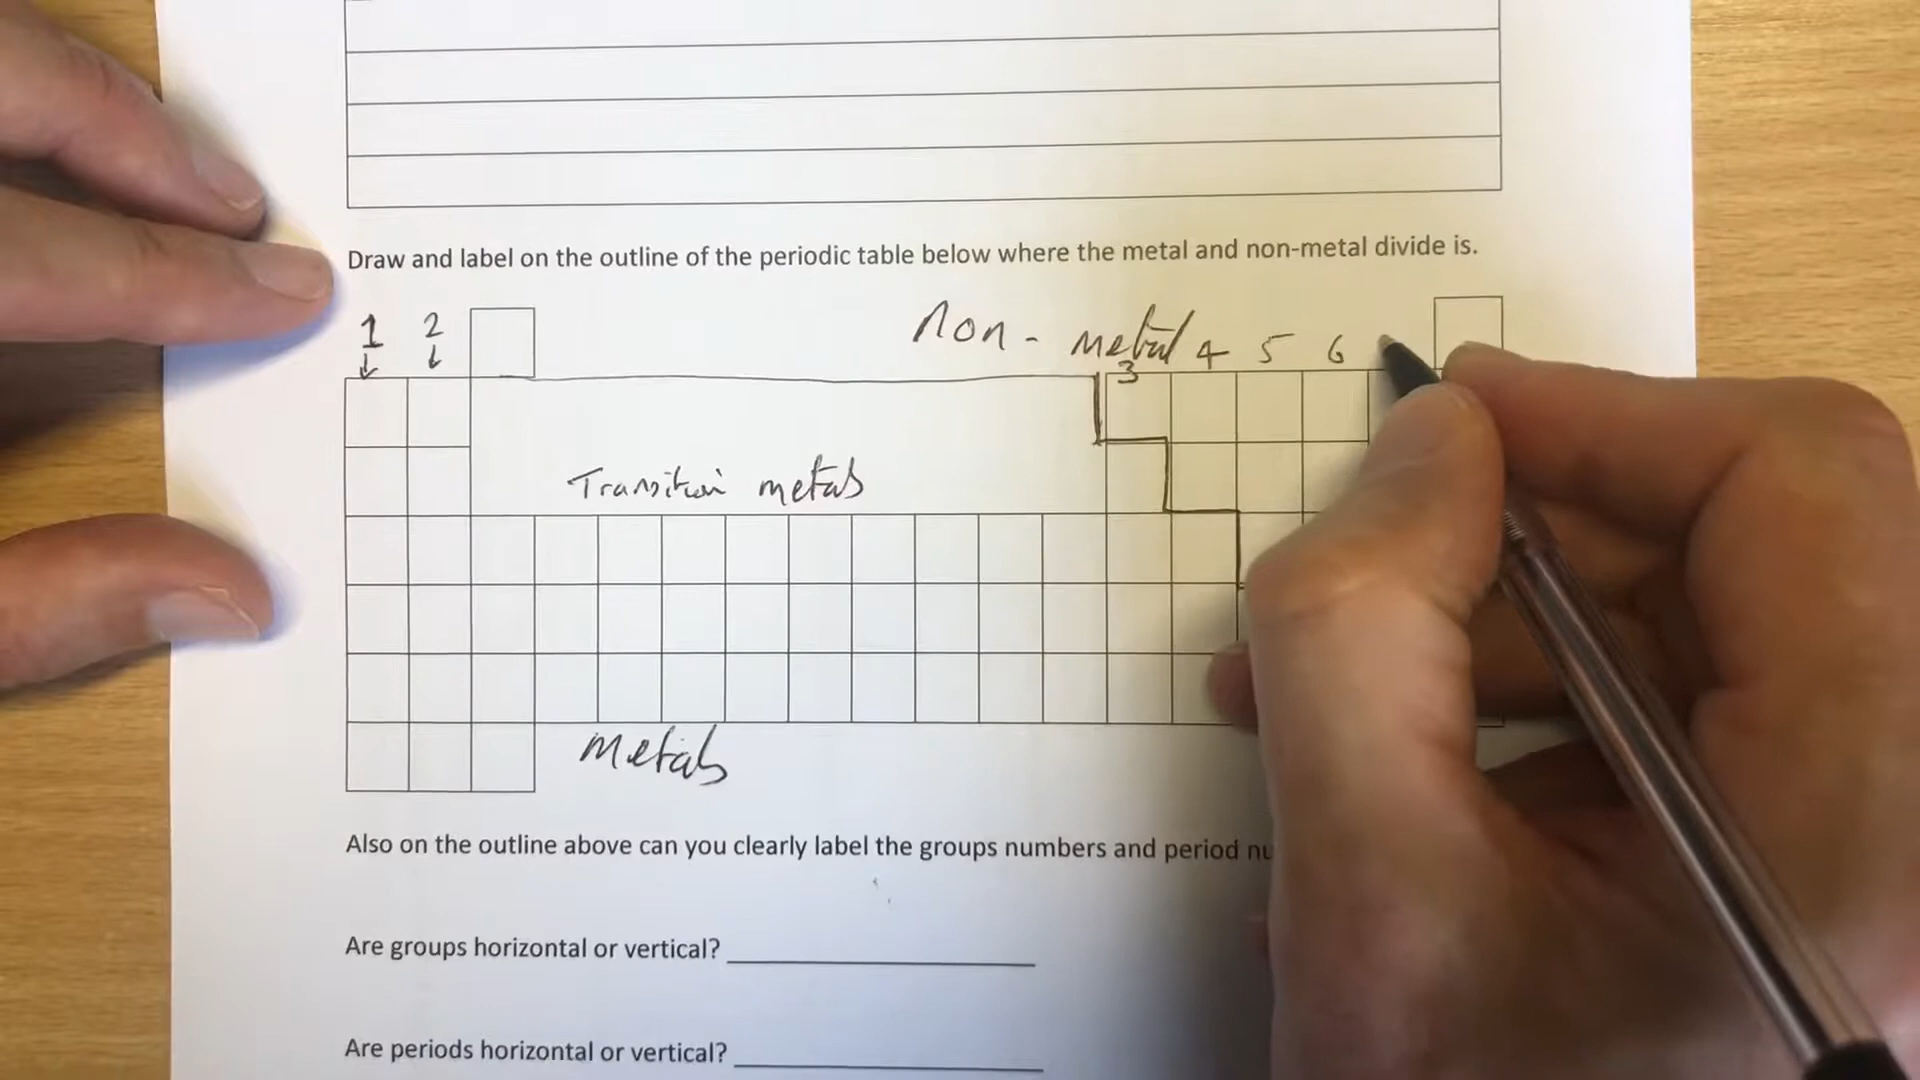 Draw and label on the outline of the periodic table below where the metal and non-metal divide is.
1 2 Non - metal 3 4 5 6
Transition metals
metals
Also on the outline above can you clearly label the groups numbers and period nu
Are groups horizontal or vertical?
Are periods horizontal or vertical?